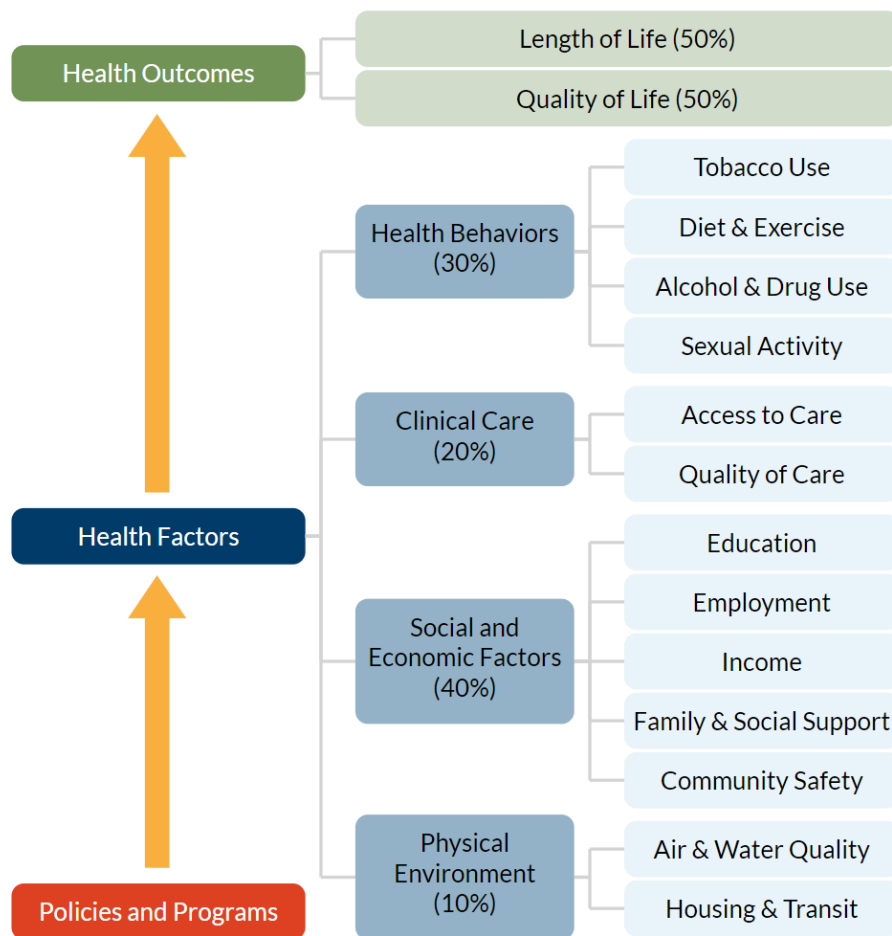 Health Outcomes
Length of Life (50%)
Quality of Life (50%)
Health Factors
Health Behaviors
(30%)
Tobacco Use
Diet & Exercise
Alcohol & Drug Use
Sexual Activity
Clinical Care
(20%)
Access to Care
Quality of Care
Social and
Economic Factors
(40%)
Education
Employment
Income
Family & Social Support
Community Safety
Physical
Environment
(10%)
Air & Water Quality
Housing & Transit
Policies and Programs